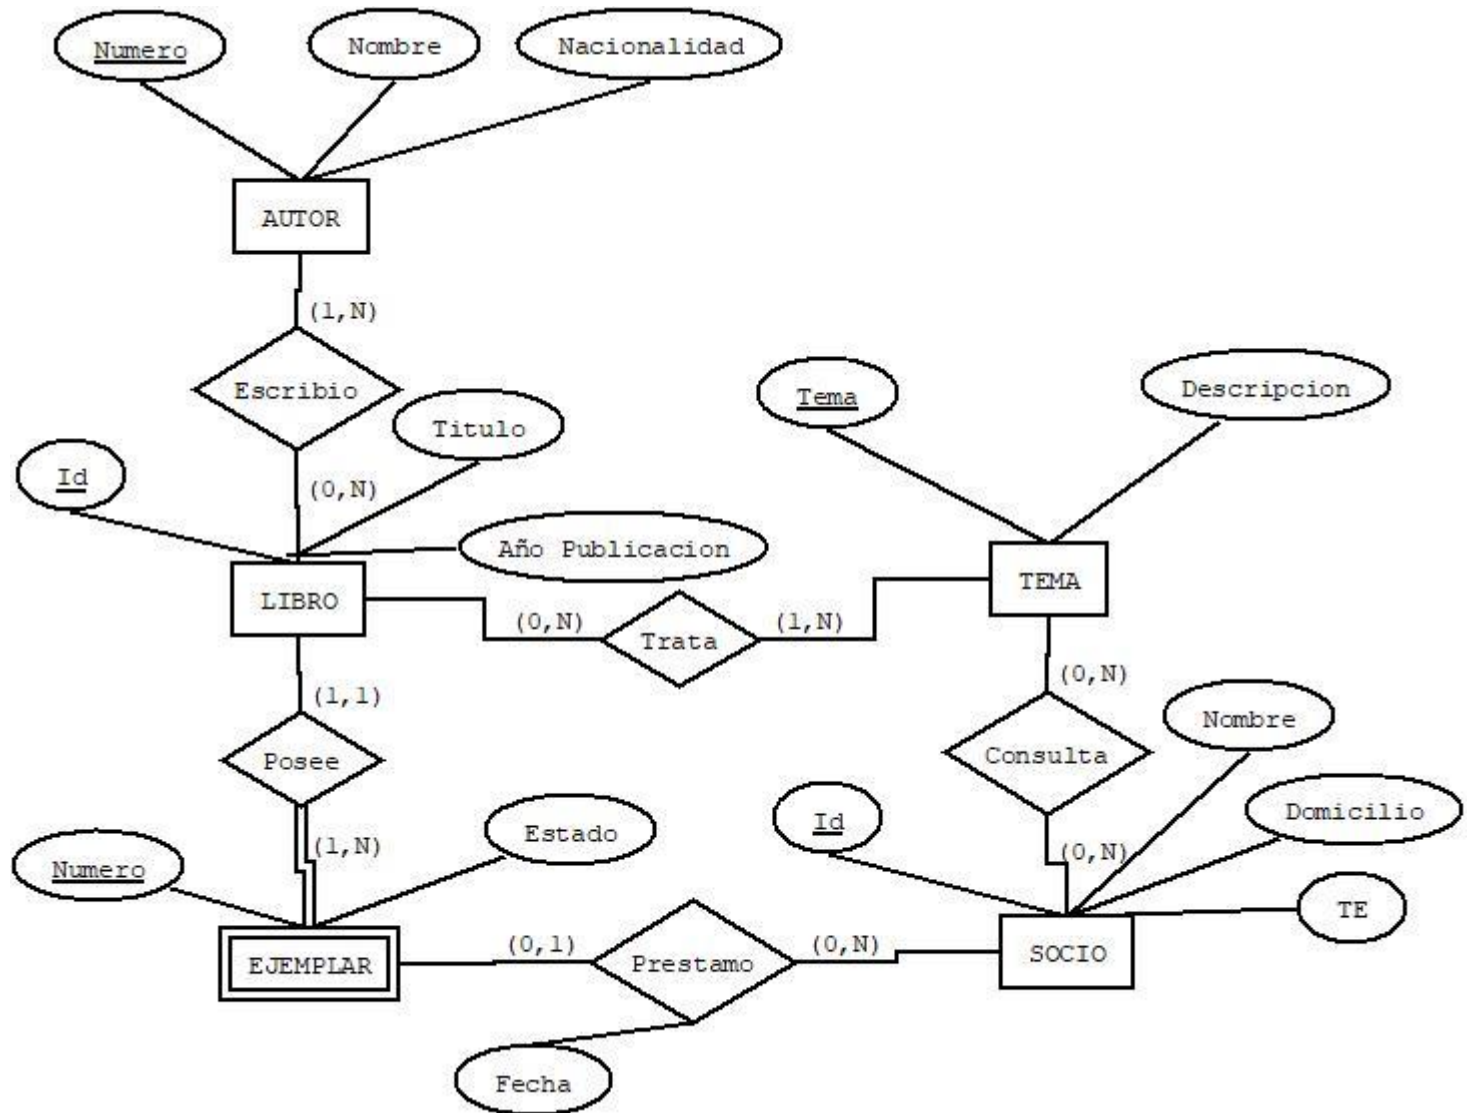 Numero
Nombre
Nacionalidad
AUTOR
(1,N)
Escribio
Titulo
Id
(0,N)
Año Publicacion
LIBRO
Tema
Descripcion
TEMA
(0,N)
Trata
(1,N)
(1,1)
Posee
(0,N)
Consulta
Nombre
(1,N)
Estado
Numero
Id
(0,N)
Domicilio
TE
EJEMPLAR
(0,1)
Prestamo
(0,N)
SOCIO
Fecha